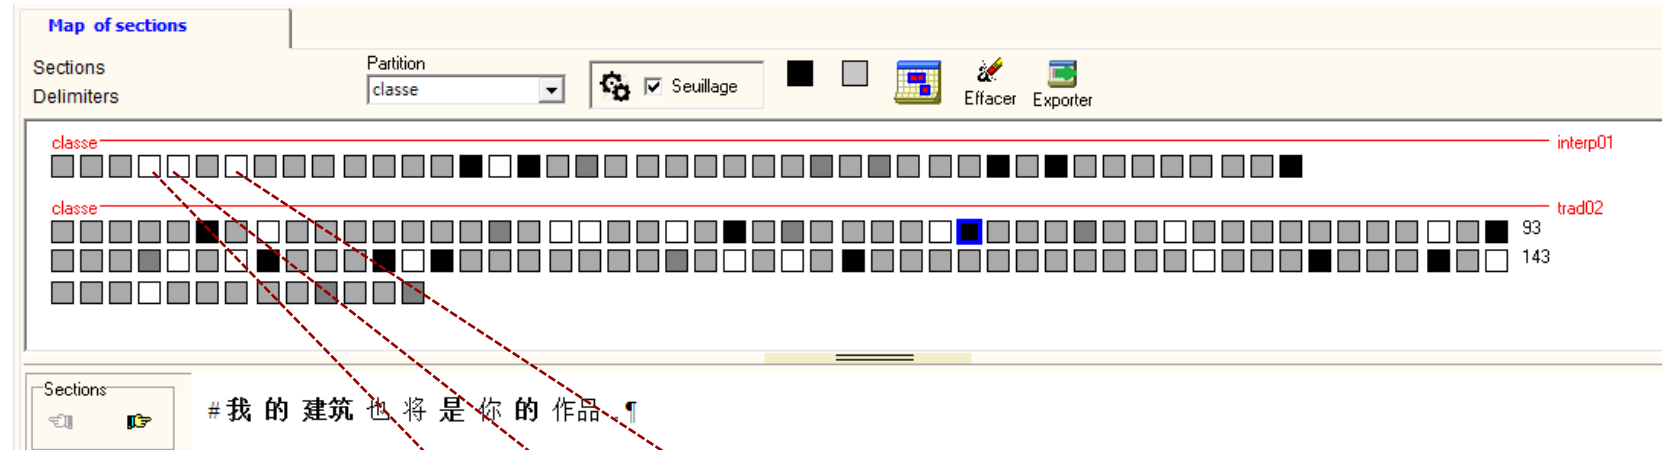 Map of sections
Sections
Delimiters
Partition
classe
Seuillage
Effacer
Exporter
classe
interp01
classe
trad02
93
143
Sections
#我 的 建筑 也 将 是 你 的 作品 . ¶